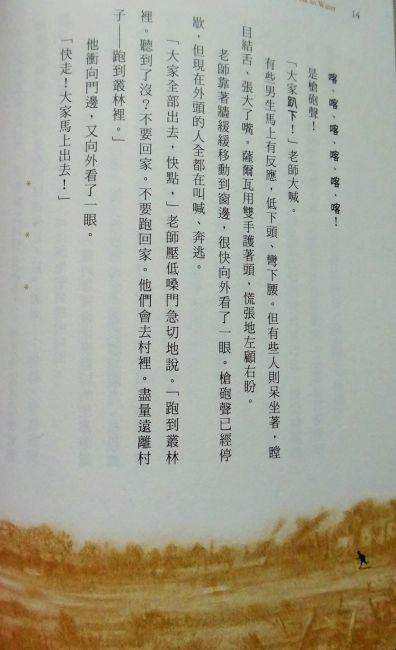 14
to Water
喀、喀、喀、喀、喀、喀！
是槍砲聲！
「大家趴下！」老師大喊。
有些男生馬上有反應，低下頭、彎下腰。但有些人則呆坐著，瞠
目結舌、張大了嘴。薩爾瓦用雙手護著頭，慌張地左顧右盼。
老師靠著牆緩緩移動到窗邊，很快向外看了一眼。槍砲聲已經停
歇，但現在外頭的人全都在叫喊、奔逃。
「大家全部出去，快點，」老師壓低嗓門急切地說。「跑到叢林
裡。聽到了沒？不要回家。不要跑回家。他們會去村裡。盡量遠離村
子——跑到叢林裡。」
他衝向門邊，又向外看了一眼。
「快走！大家馬上出去！」
* * *